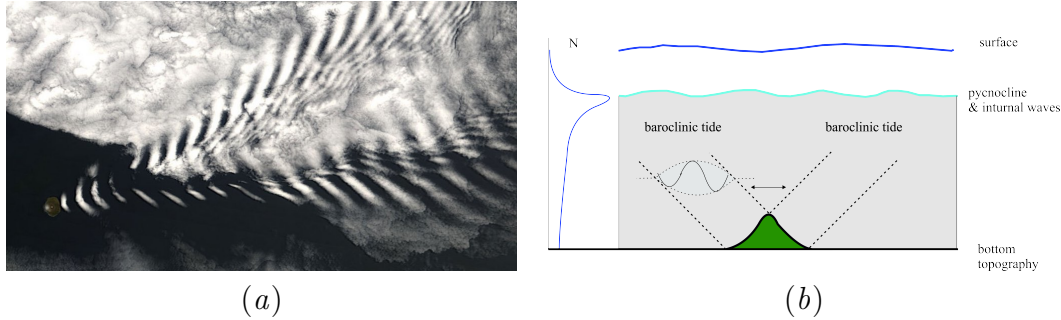 N
surface
pycnocline
& inturnal waves
baroclinic tide
baroclinic tide
bottom
topography
(a)
(b)